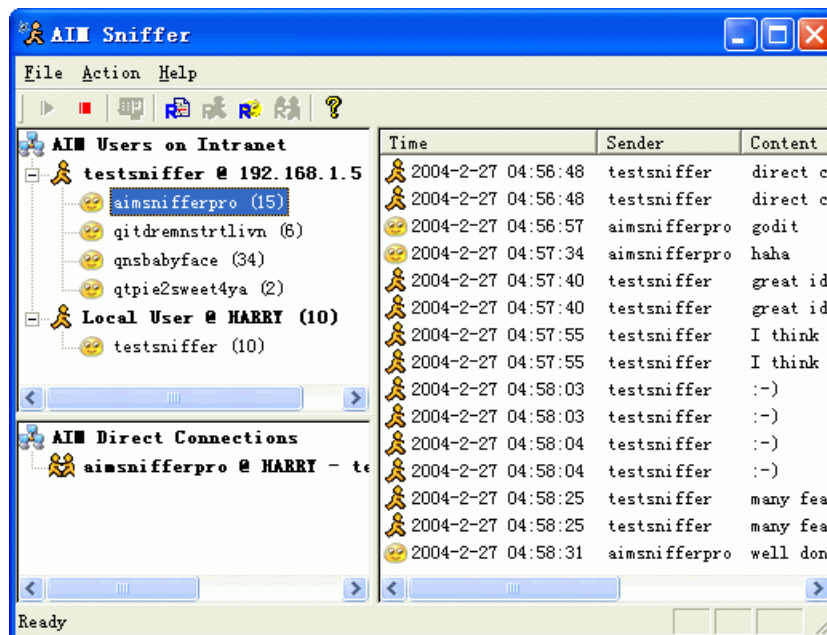 AIM Sniffer
File Action Help
AIM Users on Intranet
testsniffer @ 192.168.1.5
aimsnifferpro (15)
qitdremnstrtlivn (6)
qnsbabyface (34)
qtpie2sweet4ya (2)
Local User @ HARRY (10)
testsniffer (10)
AIM Direct Connections
aimsnifferpro @ HARRY - te
Time Sender Content
2004-2-27 04:56:48 testsniffer direct c
2004-2-27 04:56:48 testsniffer direct c
2004-2-27 04:56:57 aimsnifferpro godit
2004-2-27 04:57:34 aimsnifferpro haha
2004-2-27 04:57:40 testsniffer great id
2004-2-27 04:57:40 testsniffer great id
2004-2-27 04:57:55 testsniffer I think
2004-2-27 04:57:55 testsniffer I think
2004-2-27 04:58:03 testsniffer :-)
2004-2-27 04:58:03 testsniffer :-)
2004-2-27 04:58:04 testsniffer :-)
2004-2-27 04:58:04 testsniffer :-)
2004-2-27 04:58:25 testsniffer many fea
2004-2-27 04:58:25 testsniffer many fea
2004-2-27 04:58:31 aimsnifferpro well don
Ready